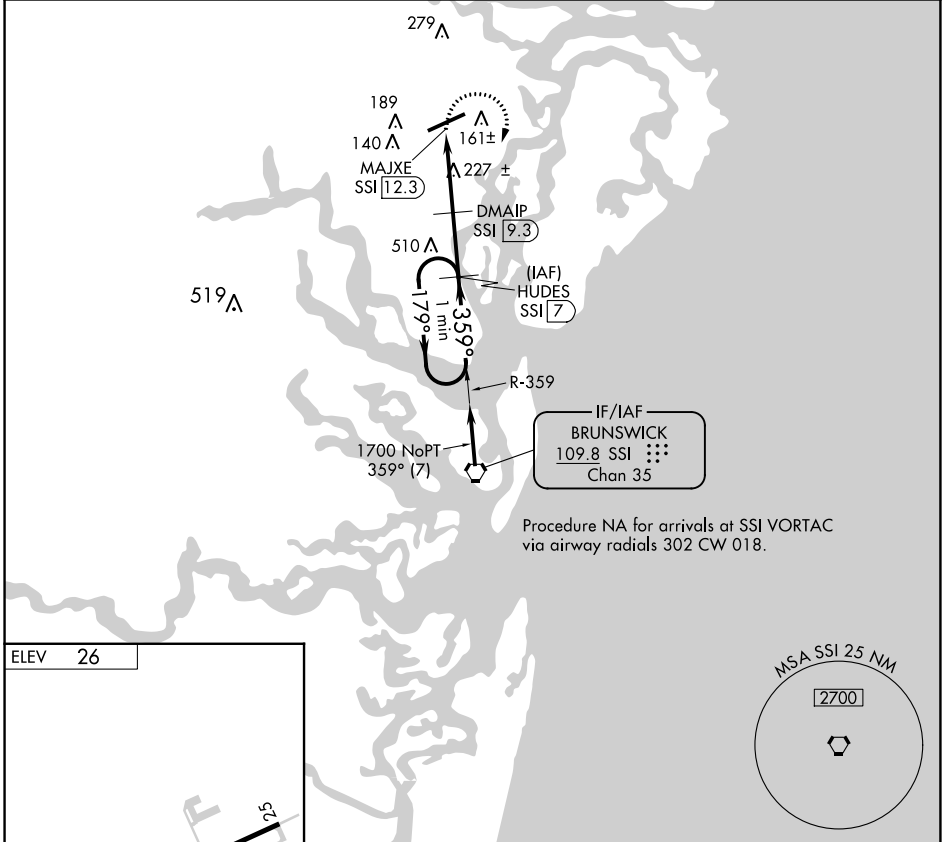 279
189
140
161±
MAJXE
SSI 12.3
227 ±
DMAIP
SSI 9.3
510
(IAF)
HUDES
SSI 7
519
179°
1 min
359°
R-359
1700 NoPT
359° (7)
IF/IAF
BRUNSWICK
109.8 SSI
Chan 35
Procedure NA for arrivals at SSI VORTAC
via airway radials 302 CW 018.
ELEV 26
25
MSA SSI 25 NM
2700